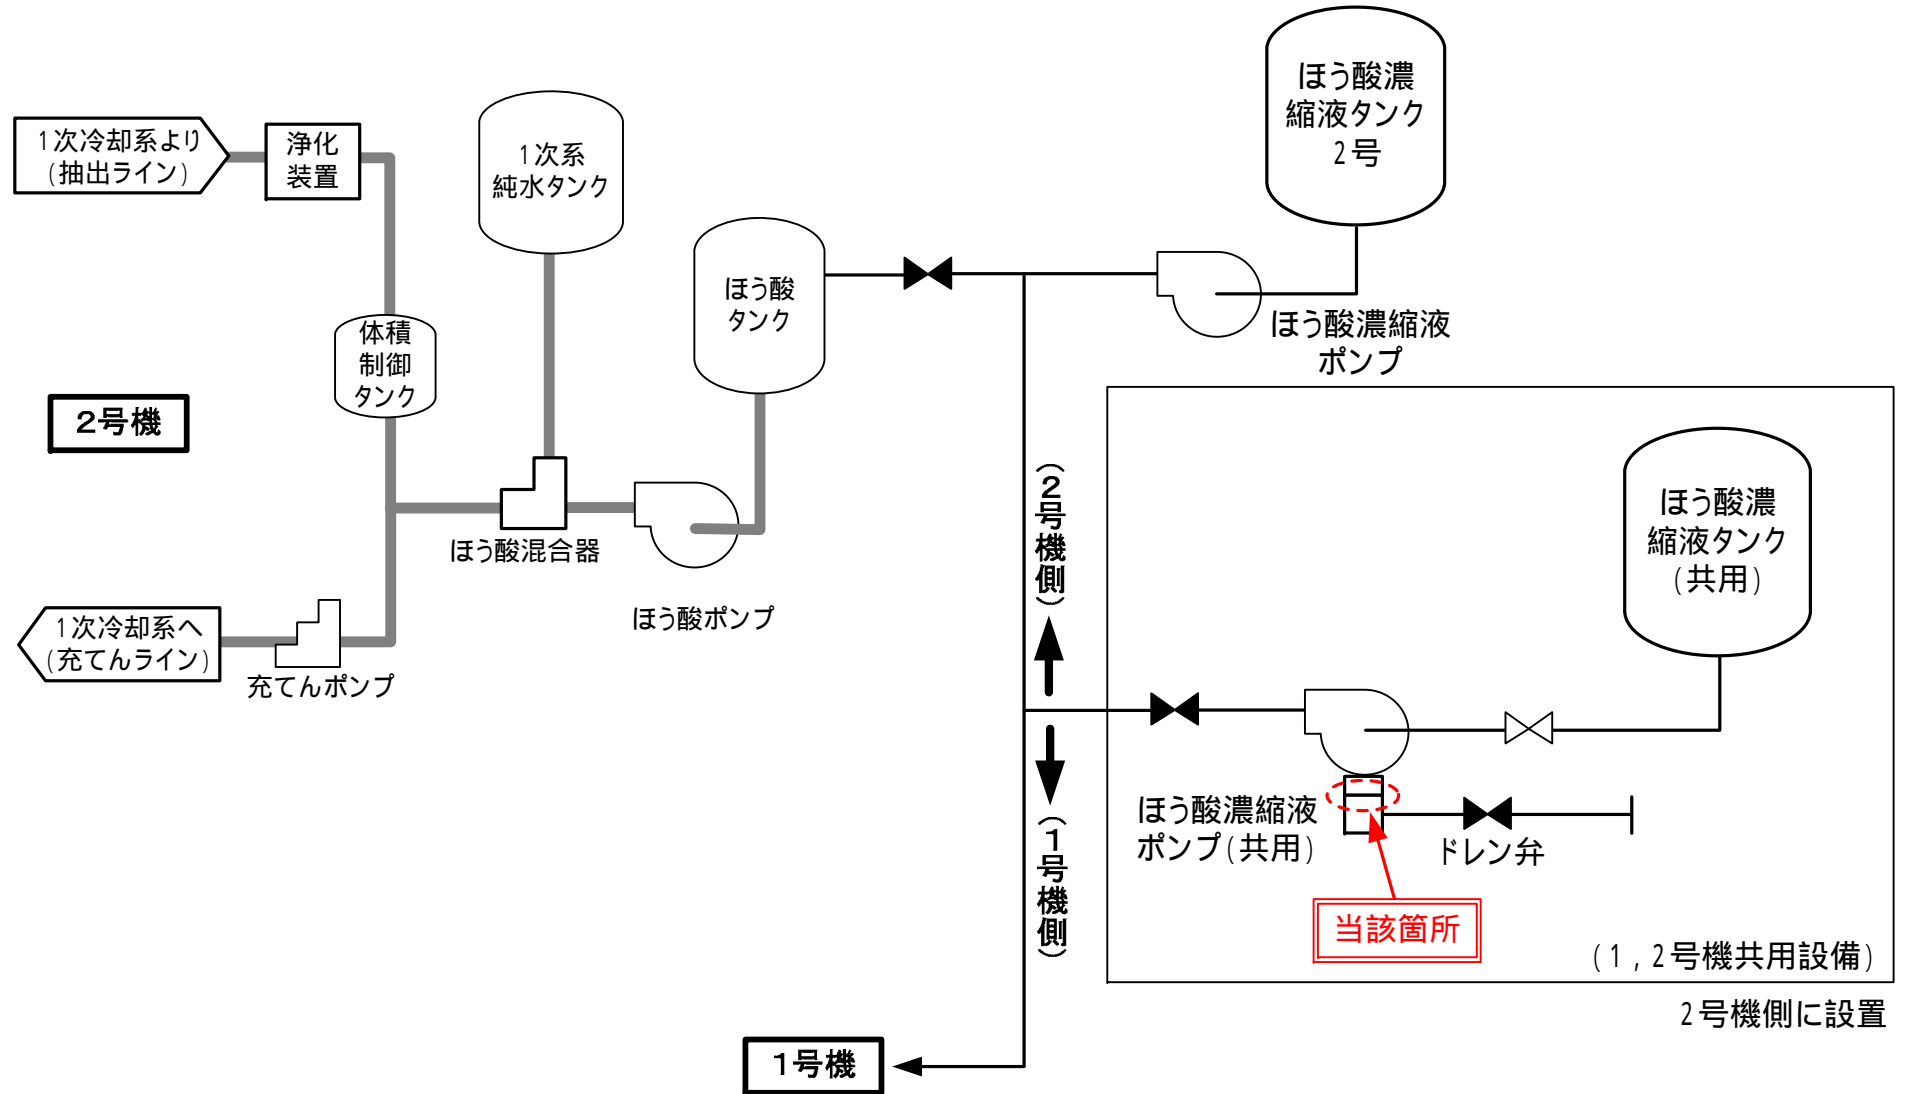 1次冷却系より
(抽出ライン)
浄化
装置
1次系
純水タンク
ほう酸
タンク
ほう酸濃
縮液タンク
2号
ほう酸濃縮液
ポンプ
体積
制御
タンク
2号機
ほう酸混合器
ほう酸ポンプ
1次冷却系へ
(充てんライン)
充てんポンプ
(2号機側)
(1号機側)
ほう酸濃
縮液タンク
(共用)
ほう酸濃縮液
ポンプ(共用)
ドレン弁
当該箇所
(1,2号機共用設備)
2号機側に設置
1号機